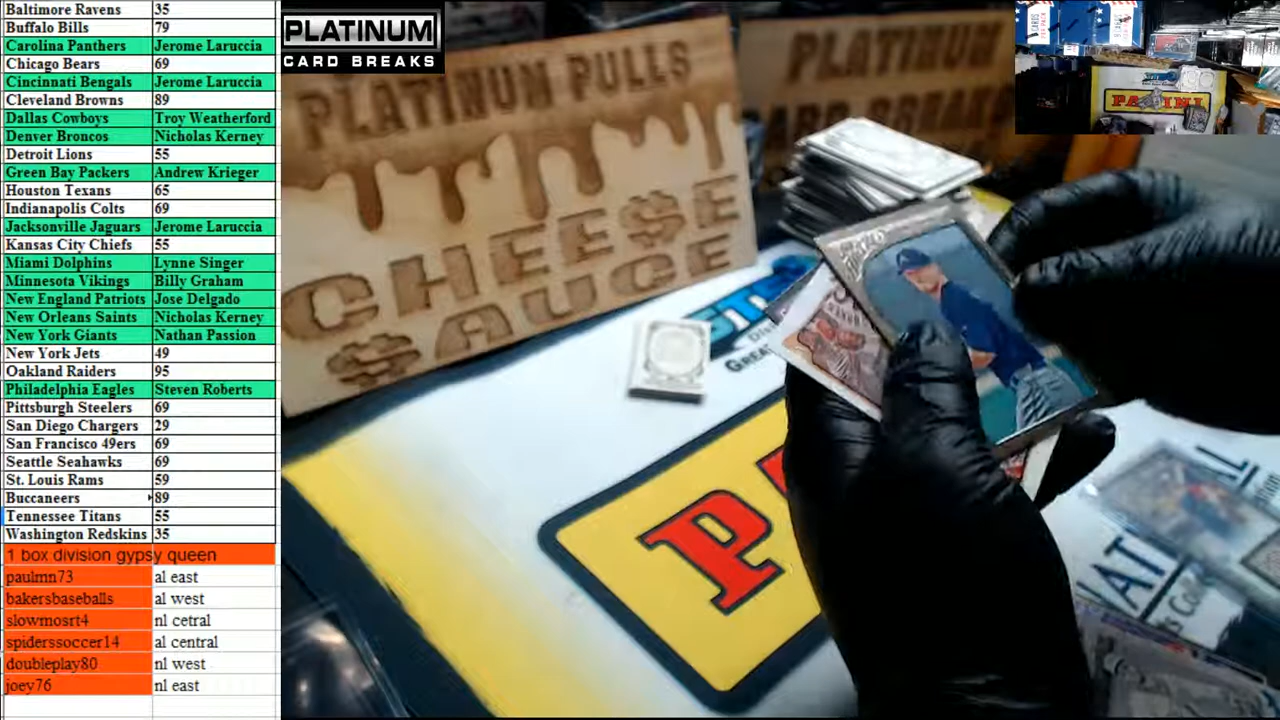 Baltimore Ravens 35
Buffalo Bills 79
Carolina Panthers Jerome Laruccia
Chicago Bears 69
Cincinnati Bengals Jerome Laruccia
Cleveland Browns 89
Dallas Cowboys Troy Weatherford
Denver Broncos Nicholas Kerney
Detroit Lions 55
Green Bay Packers Andrew Krieger
Houston Texans 65
Indianapolis Colts 69
Jacksonville Jaguars Jerome Laruccia
Kansas City Chiefs 55
Miami Dolphins Lynne Singer
Minnesota Vikings Billy Graham
New England Patriots Jose Delgado
New Orleans Saints Nicholas Kerney
New York Giants Nathan Passion
New York Jets 49
Oakland Raiders 95
Philadelphia Eagles Steven Roberts
Pittsburgh Steelers 69
San Diego Chargers 29
San Francisco 49ers 69
Seattle Seahawks 69
St. Louis Rams 59
Buccaneers 89
Tennessee Titans 55
Washington Redskins 35
1 box division gypsy queen
paulmn73 al east
bakersbaseballs al west
slowmosrt4 nl cetral
spiderssoccer14 al central
doubleplay80 nl west
joey76 nl east
PLATINUM
CARD BREAKS
PLATINUM PULLS
CHEE$E
$AUCE
PLATINUM
CARD BREAKS
PANINI